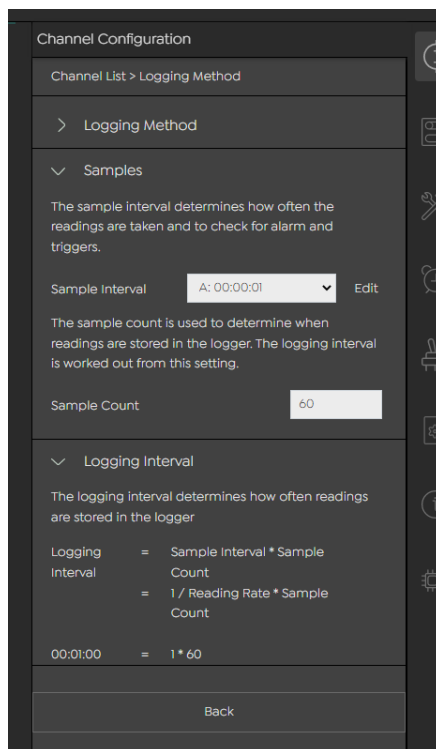 Channel Configuration
Channel List > Logging Method
Logging Method
Samples
The sample interval determines how often the
readings are taken and to check for alarm and
triggers.
Sample Interval A: 00:00:01 Edit
The sample count is used to determine when
readings are stored in the logger. The logging interval
is worked out from this setting.
Sample Count 60
Logging Interval
The logging interval determines how often readings
are stored in the logger
Logging = Sample Interval * Sample
Interval Count
= 1 / Reading Rate * Sample
Count
00:01:00 = 1 * 60
Back